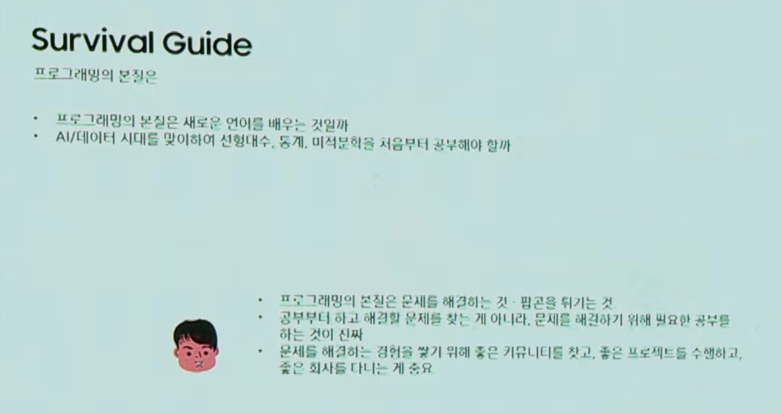 Survival Guide
프로그래밍의 본질은
• 프로그래밍의 본질은 새로운 언어를 배우는 것일까
• AI/데이터 시대를 맞이하여 선형대수, 통계, 미적분학을 처음부터 공부해야 할까
• 프로그래밍의 본질은 문제를 해결하는 것 - 팝콘을 튀기는 것
• 공부부터 하고 해결할 문제를 찾는 게 아니라, 문제를 해결하기 위해 필요한 공부를
하는 것이 진짜
• 문제를 해결하는 경험을 쌓기 위해 좋은 커뮤니티를 찾고, 좋은 프로젝트를 수행하고,
좋은 회사를 다니는 게 중요